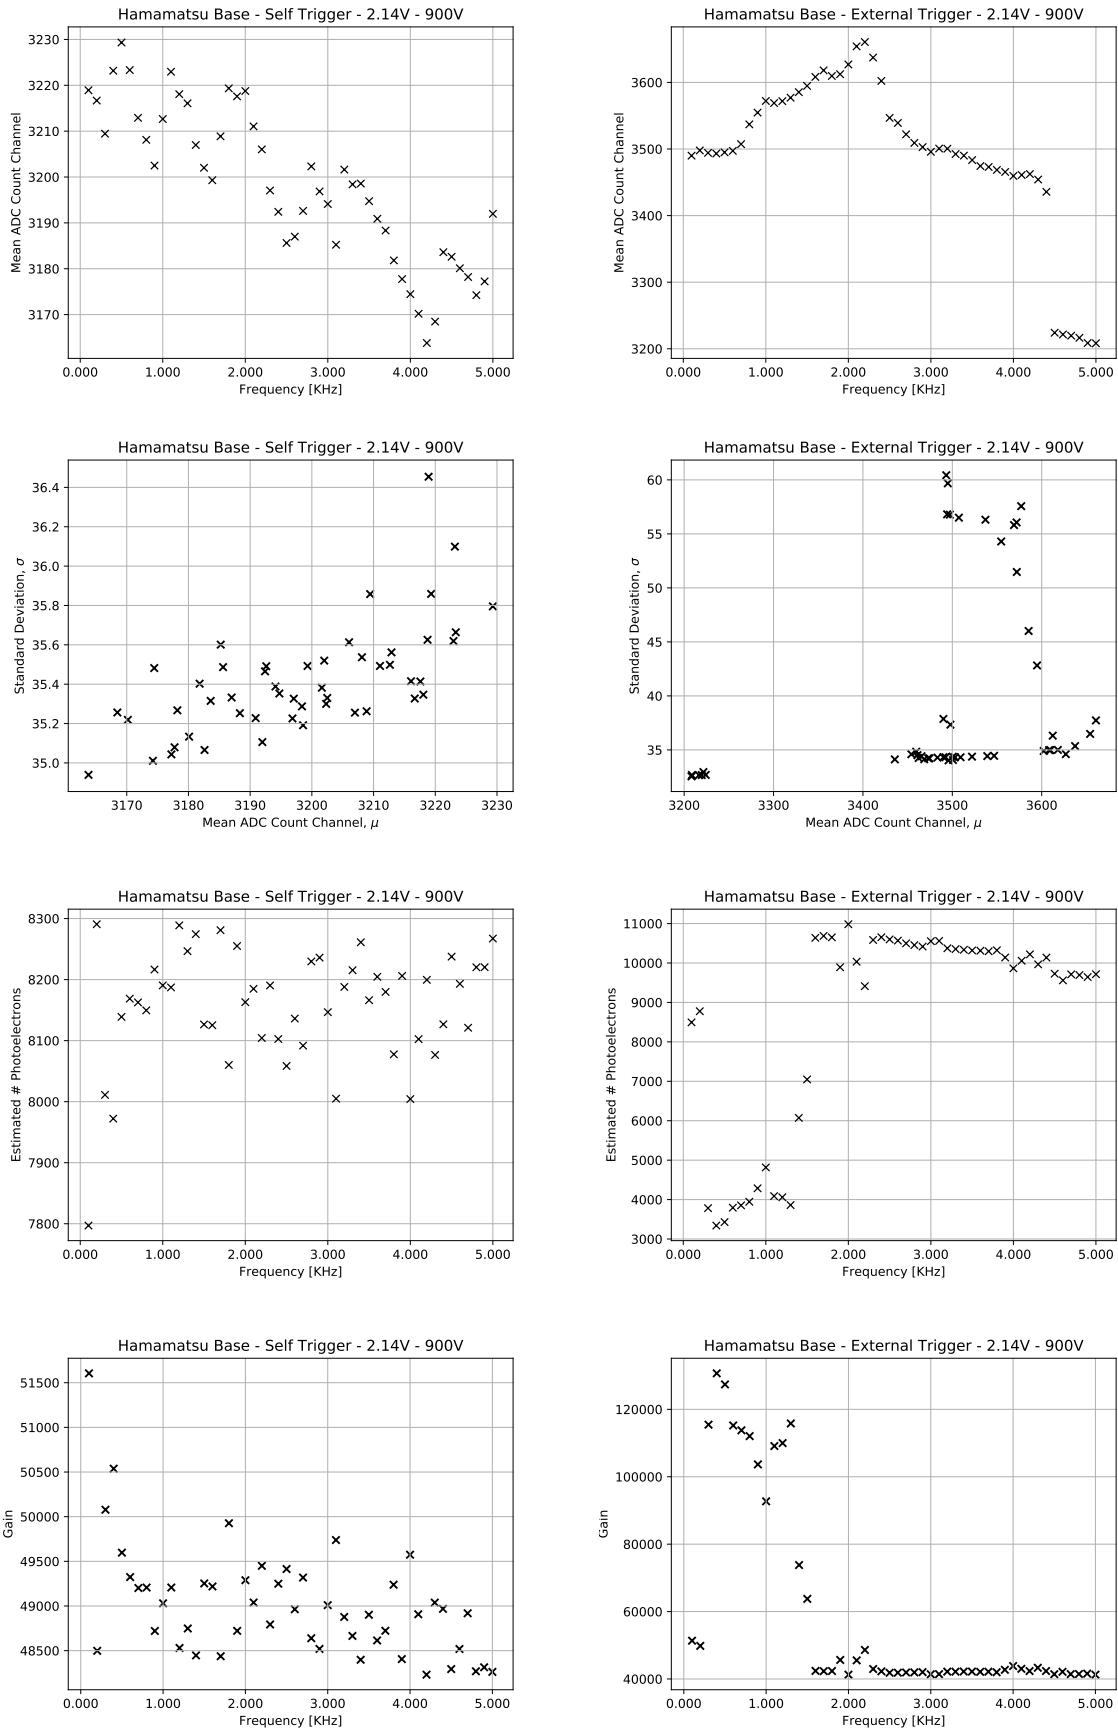 Hamamatsu Base - Self Trigger - 2.14V - 900V
3230
3220
3210
3200
3190
3180
3170
Mean ADC Count Channel
0.000 1.000 2.000 3.000 4.000 5.000
Frequency [KHz]
Hamamatsu Base - External Trigger - 2.14V - 900V
3600
3500
3400
3300
3200
Mean ADC Count Channel
0.000 1.000 2.000 3.000 4.000 5.000
Frequency [KHz]
Hamamatsu Base - Self Trigger - 2.14V - 900V
36.4
36.2
36.0
35.8
35.6
35.4
35.2
35.0
Standard Deviation, σ
3170 3180 3190 3200 3210 3220 3230
Mean ADC Count Channel, μ
Hamamatsu Base - External Trigger - 2.14V - 900V
60
55
50
45
40
35
Standard Deviation, σ
3200 3300 3400 3500 3600
Mean ADC Count Channel, μ
Hamamatsu Base - Self Trigger - 2.14V - 900V
8300
8200
8100
8000
7900
7800
Estimated # Photoelectrons
0.000 1.000 2.000 3.000 4.000 5.000
Frequency [KHz]
Hamamatsu Base - External Trigger - 2.14V - 900V
11000
10000
9000
8000
7000
6000
5000
4000
3000
Estimated # Photoelectrons
0.000 1.000 2.000 3.000 4.000 5.000
Frequency [KHz]
Hamamatsu Base - Self Trigger - 2.14V - 900V
51500
51000
50500
50000
49500
49000
48500
Gain
0.000 1.000 2.000 3.000 4.000 5.000
Frequency [KHz]
Hamamatsu Base - External Trigger - 2.14V - 900V
120000
100000
80000
60000
40000
Gain
0.000 1.000 2.000 3.000 4.000 5.000
Frequency [KHz]